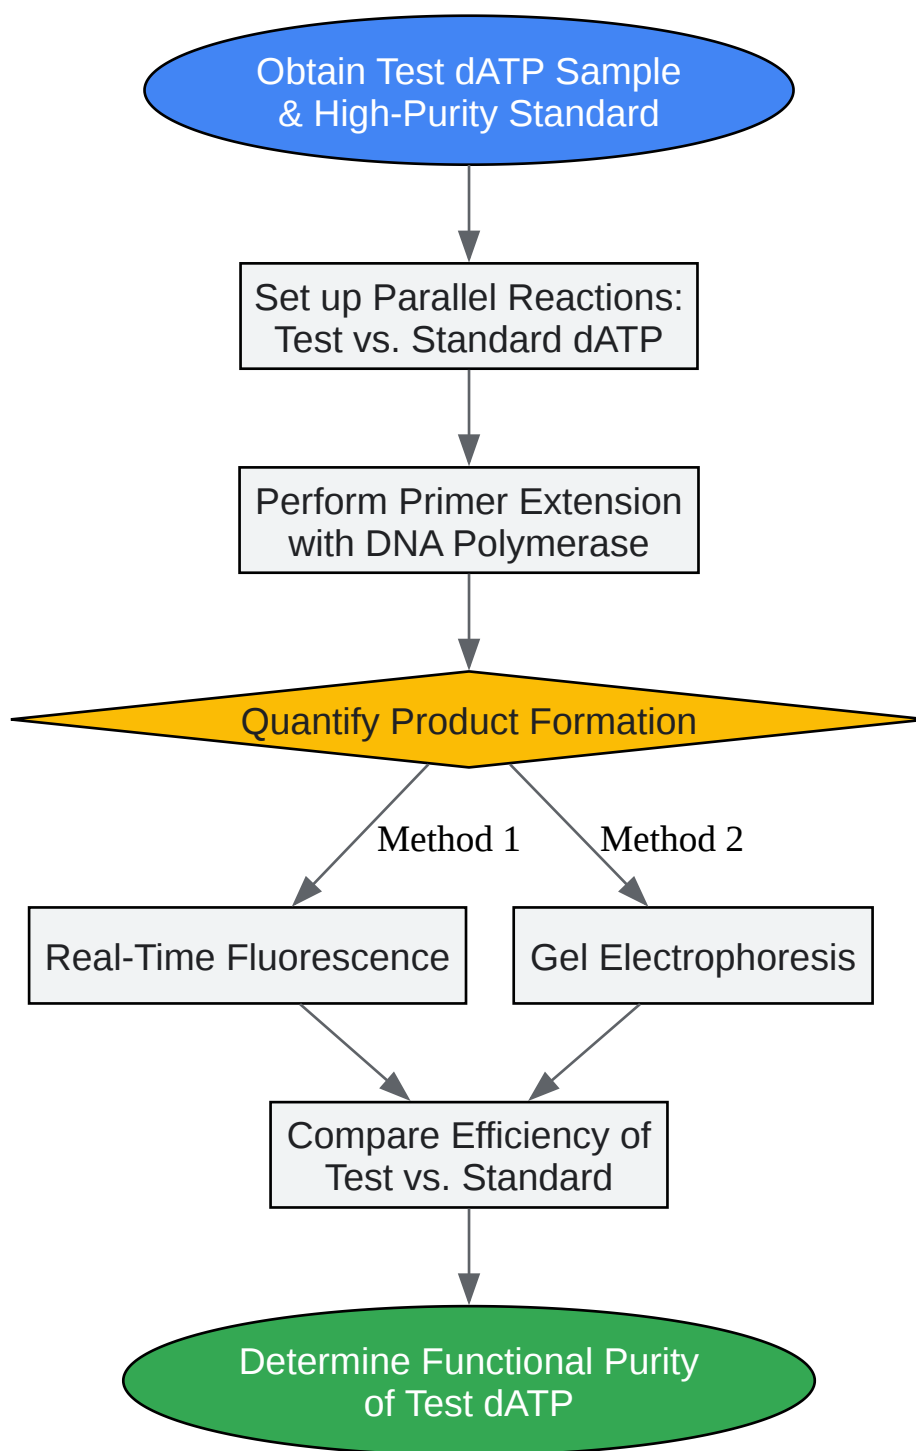 Obtain Test dATP Sample
& High-Purity Standard
Set up Parallel Reactions:
Test vs. Standard dATP
Perform Primer Extension
with DNA Polymerase
Quantify Product Formation
Method 1
Method 2
Real-Time Fluorescence
Gel Electrophoresis
Compare Efficiency of
Test vs. Standard
Determine Functional Purity
of Test dATP